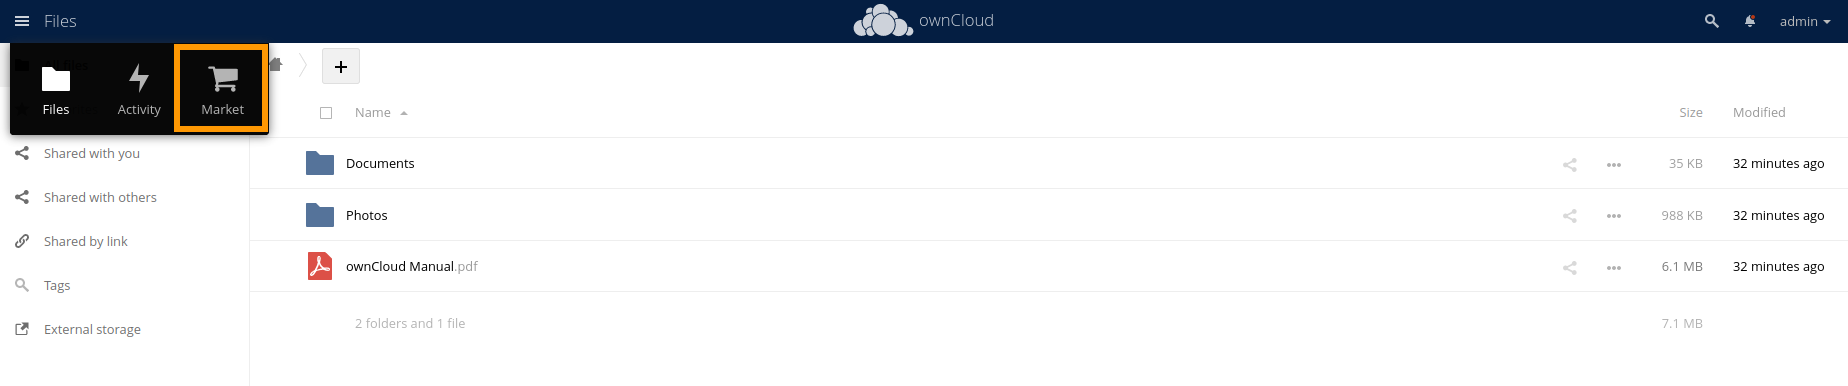 Files
ownCloud
admin
Files
Activity
Market
Name
Size
Modified
Shared with you
Documents
35 KB
32 minutes ago
Shared with others
Photos
988 KB
32 minutes ago
Shared by link
ownCloud Manual.pdf
6.1 MB
32 minutes ago
Tags
2 folders and 1 file
7.1 MB
External storage